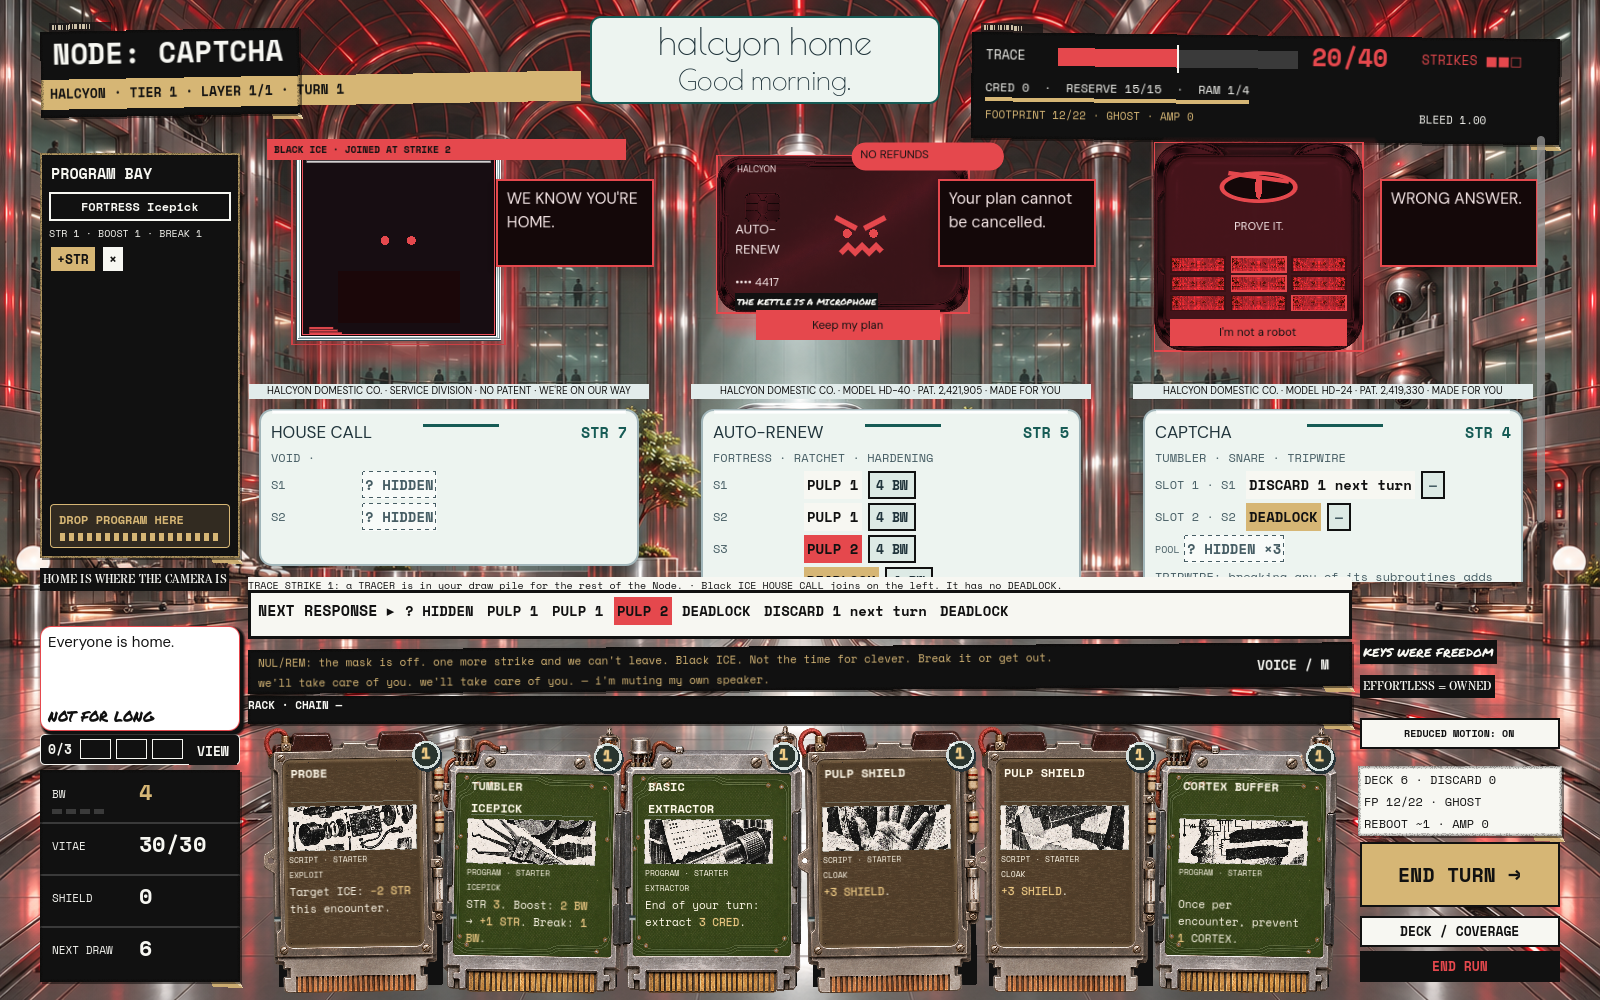 NODE: CAPTCHA
HALCYON · TIER 1 · LAYER 1/1 · TURN 1
halcyon home
Good morning.
TRACE
20/40
STRIKES
CRED 0 · RESERVE 15/15 · RAM 1/4
FOOTPRINT 12/22 · GHOST · AMP 0
BLEED 1.00
PROGRAM BAY
FORTRESS Icepick
STR 1 · BOOST 1 · BREAK 1
+STR ×
DROP PROGRAM HERE
HOME IS WHERE THE CAMERA IS
BLACK ICE · JOINED AT STRIKE 2
WE KNOW YOU'RE
HOME.
HALCYON DOMESTIC CO. · SERVICE DIVISION · NO PATENT · WE'RE ON OUR WAY
HOUSE CALL STR 7
VOID ·
S1 ? HIDDEN
S2 ? HIDDEN
NO REFUNDS
HALCYON
AUTO-
RENEW
•••• 4417
THE KETTLE IS A MICROPHONE
Keep my plan
Your plan cannot
be cancelled.
HALCYON DOMESTIC CO. · MODEL HD-40 · PAT. 2,421,905 · MADE FOR YOU
AUTO-RENEW STR 5
FORTRESS · RATCHET · HARDENING
S1 PULP 1 4 BW
S2 PULP 1 4 BW
S3 PULP 2 4 BW
PROVE IT.
I'm not a robot
WRONG ANSWER.
HALCYON DOMESTIC CO. · MODEL HD-24 · PAT. 2,419,330 · MADE FOR YOU
CAPTCHA STR 4
TUMBLER · SNARE · TRIPWIRE
SLOT 1 · S1 DISCARD 1 next turn —
SLOT 2 · S2 DEADLOCK —
POOL ? HIDDEN ×3
TRIPWIRE: breaking any of its subroutines adds
TRACE STRIKE 1: a TRACER is in your draw pile for the rest of the Node. · Black ICE HOUSE CALL joins on the left. It has no DEADLOCK.
NEXT RESPONSE ▸ ? HIDDEN PULP 1 PULP 1 PULP 2 DEADLOCK DISCARD 1 next turn DEADLOCK
NUL/REM: the mask is off. one more strike and we can't leave. Black ICE. Not the time for clever. Break it or get out.
we'll take care of you. we'll take care of you. — i'm muting my own speaker.
VOICE / M
RACK · CHAIN —
Everyone is home.
NOT FOR LONG
0/3 VIEW
BW 4
VITAE 30/30
SHIELD 0
NEXT DRAW 6
1
PROBE
SCRIPT · STARTER
EXPLOIT
Target ICE: -2 STR
this encounter.
1
TUMBLER
ICEPICK
PROGRAM · STARTER
ICEPICK
STR 3. Boost: 2 BW
→ +1 STR. Break: 1
BW.
1
BASIC
EXTRACTOR
PROGRAM · STARTER
EXTRACTOR
End of your turn:
extract 3 CRED.
1
PULP SHIELD
SCRIPT · STARTER
CLOAK
+3 SHIELD.
1
PULP SHIELD
SCRIPT · STARTER
CLOAK
+3 SHIELD.
1
CORTEX BUFFER
PROGRAM · STARTER
Once per
encounter, prevent
1 CORTEX.
KEYS WERE FREEDOM
EFFORTLESS = OWNED
REDUCED MOTION: ON
DECK 6 · DISCARD 0
FP 12/22 · GHOST
REBOOT ~1 · AMP 0
END TURN →
DECK / COVERAGE
END RUN